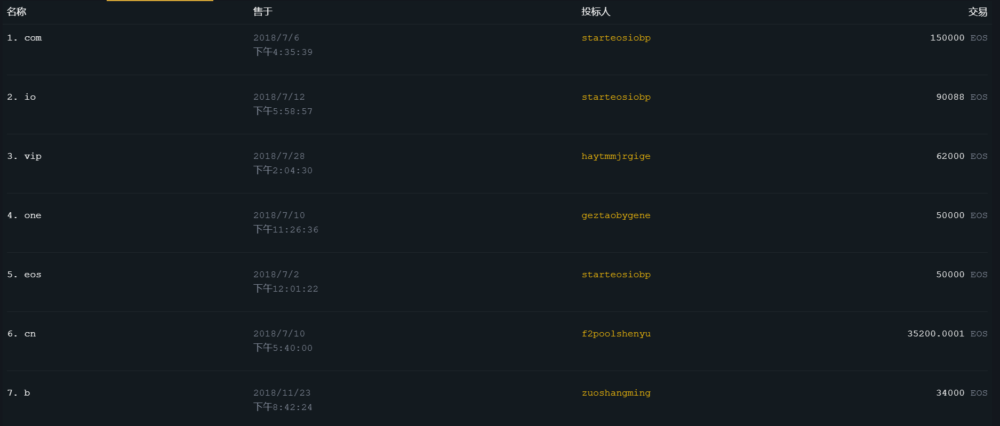 名称 售于 投标人 交易
1. com 2018/7/6 starteosiobp 150000 EOS
下午4:35:39
2. io 2018/7/12 starteosiobp 90088 EOS
下午5:58:57
3. vip 2018/7/28 haytmmjrgige 62000 EOS
下午2:04:30
4. one 2018/7/10 geztaobygene 50000 EOS
下午11:26:36
5. eos 2018/7/2 starteosiobp 50000 EOS
下午12:01:22
6. cn 2018/7/10 f2poolshenyu 35200.0001 EOS
下午5:40:00
7. b 2018/11/23 zuoshangming 34000 EOS
下午8:42:24